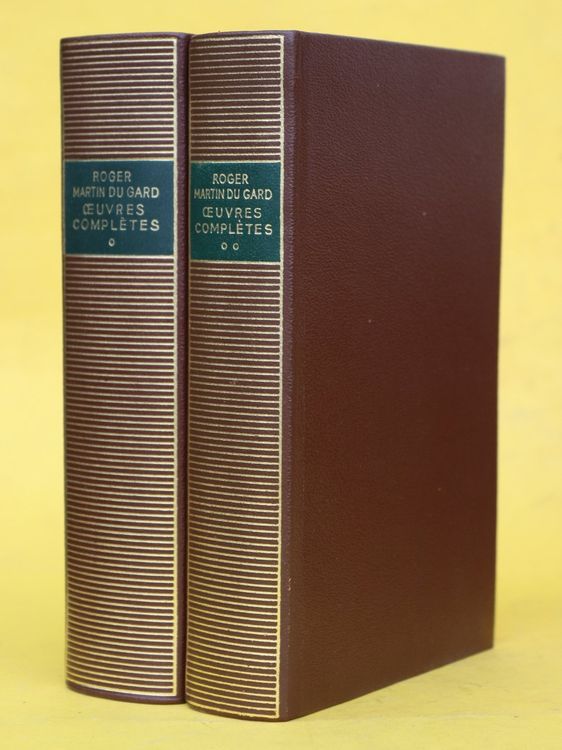 ROGER
MARTIN DU GARD
ŒUVRES
COMPLÈTES
ROGER
MARTIN DU GARD
ŒUVRES
COMPLÈTES